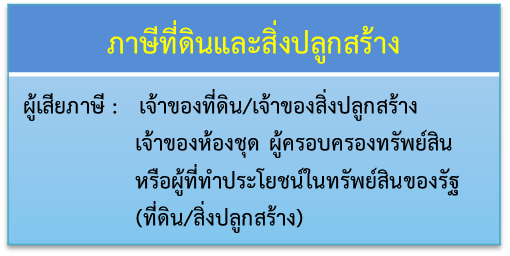 ภาษีที่ดินและสิ่งปลูกสร้าง
ผู้เสียภาษี : เจ้าของที่ดิน/เจ้าของสิ่งปลูกสร้าง
เจ้าของห้องชุด ผู้ครอบครองทรัพย์สิน
หรือผู้ที่ทำประโยชน์ในทรัพย์สินของรัฐ
(ที่ดิน/สิ่งปลูกสร้าง)